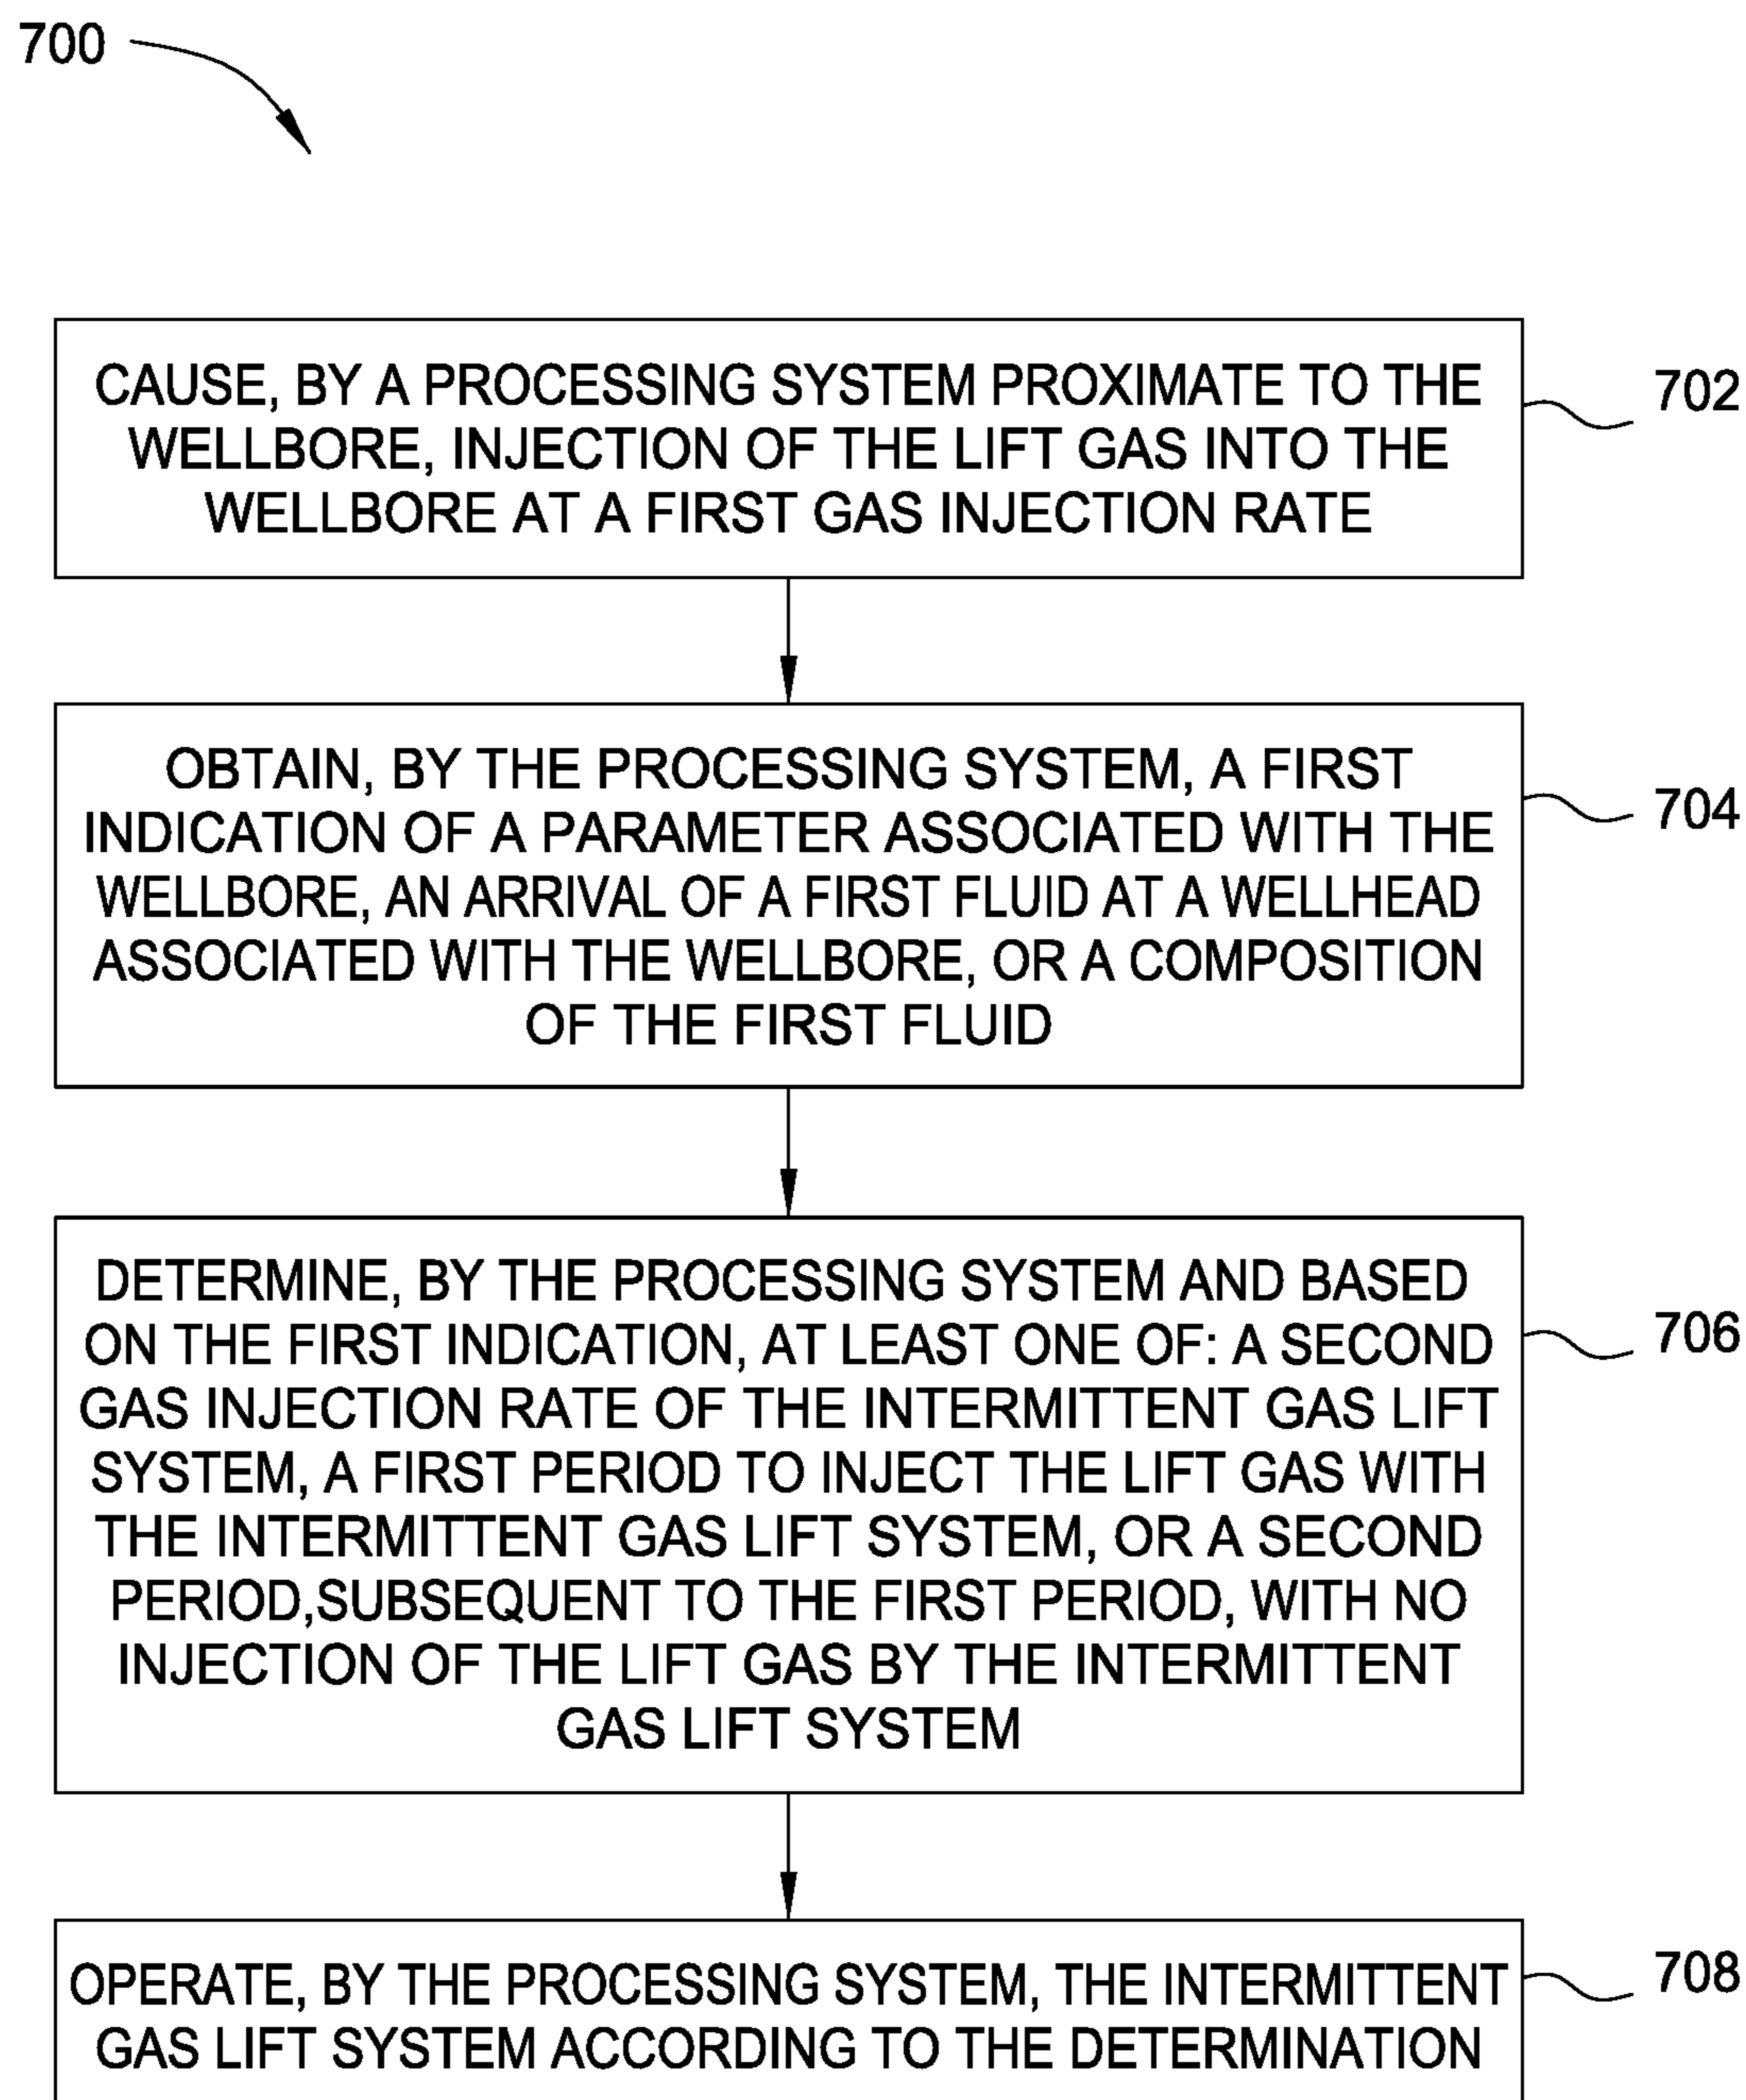 700
CAUSE, BY A PROCESSING SYSTEM PROXIMATE TO THE
WELLBORE, INJECTION OF THE LIFT GAS INTO THE
WELLBORE AT A FIRST GAS INJECTION RATE
702
OBTAIN, BY THE PROCESSING SYSTEM, A FIRST
INDICATION OF A PARAMETER ASSOCIATED WITH THE
WELLBORE, AN ARRIVAL OF A FIRST FLUID AT A WELLHEAD
ASSOCIATED WITH THE WELLBORE, OR A COMPOSITION
OF THE FIRST FLUID
704
DETERMINE, BY THE PROCESSING SYSTEM AND BASED
ON THE FIRST INDICATION, AT LEAST ONE OF: A SECOND
GAS INJECTION RATE OF THE INTERMITTENT GAS LIFT
SYSTEM, A FIRST PERIOD TO INJECT THE LIFT GAS WITH
THE INTERMITTENT GAS LIFT SYSTEM, OR A SECOND
PERIOD,SUBSEQUENT TO THE FIRST PERIOD, WITH NO
INJECTION OF THE LIFT GAS BY THE INTERMITTENT
GAS LIFT SYSTEM
706
OPERATE, BY THE PROCESSING SYSTEM, THE INTERMITTENT
GAS LIFT SYSTEM ACCORDING TO THE DETERMINATION
708